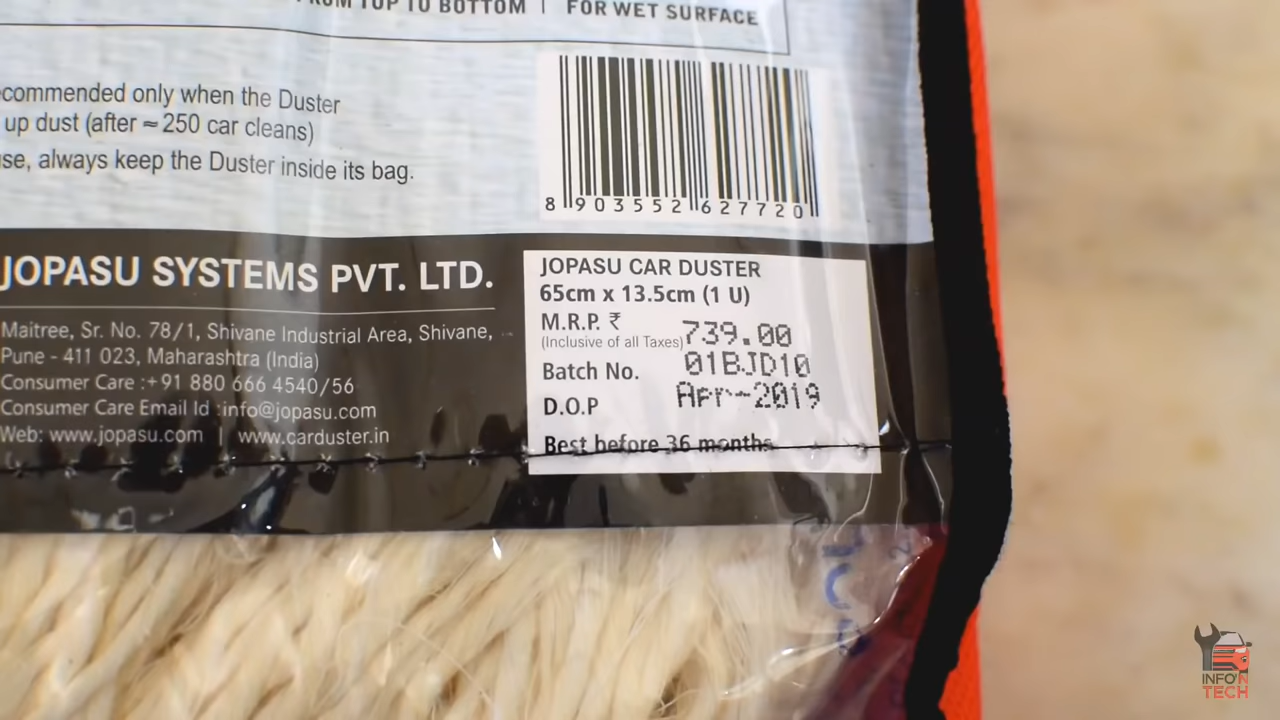 FROM TOP TO BOTTOM | FOR WET SURFACE
commended only when the Duster
up dust (after ≈ 250 car cleans)
se, always keep the Duster inside its bag.
8 903552 627720
JOPASU SYSTEMS PVT. LTD.
Maitree, Sr. No. 78/1, Shivane Industrial Area, Shivane,
Pune - 411 023, Maharashtra (India)
Consumer Care :+91 880 666 4540/56
Consumer Care Email Id :info@jopasu.com
Web: www.jopasu.com | www.carduster.in
JOPASU CAR DUSTER
65cm x 13.5cm (1 U)
M.R.P. ₹ 739.00
(Inclusive of all Taxes)
Batch No. 01BJD10
D.O.P Apr-2019
Best before 36 months
INFO'N
TECH